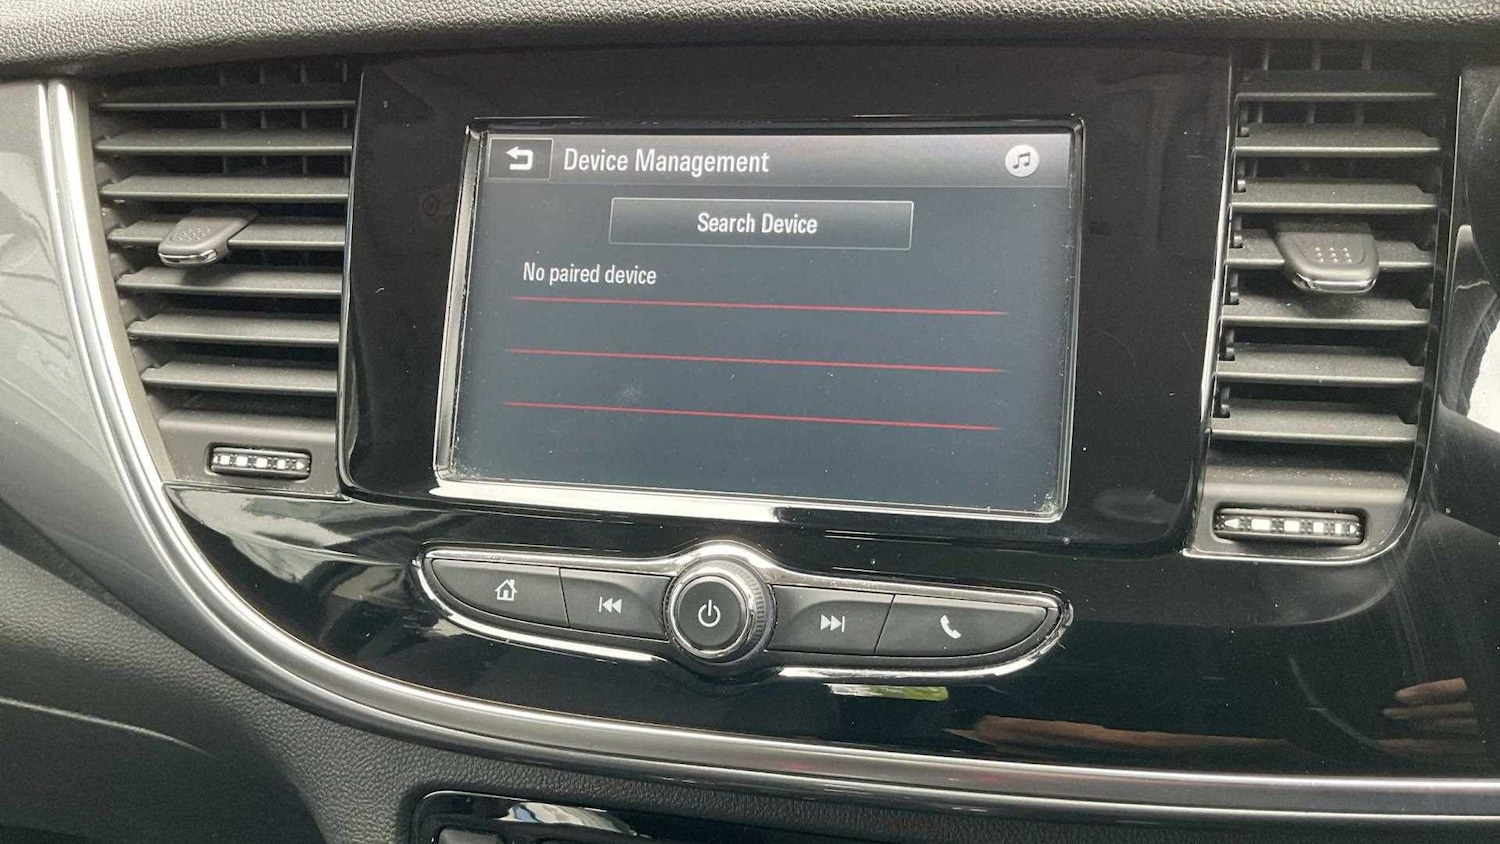 Device Management
Search Device
No paired device